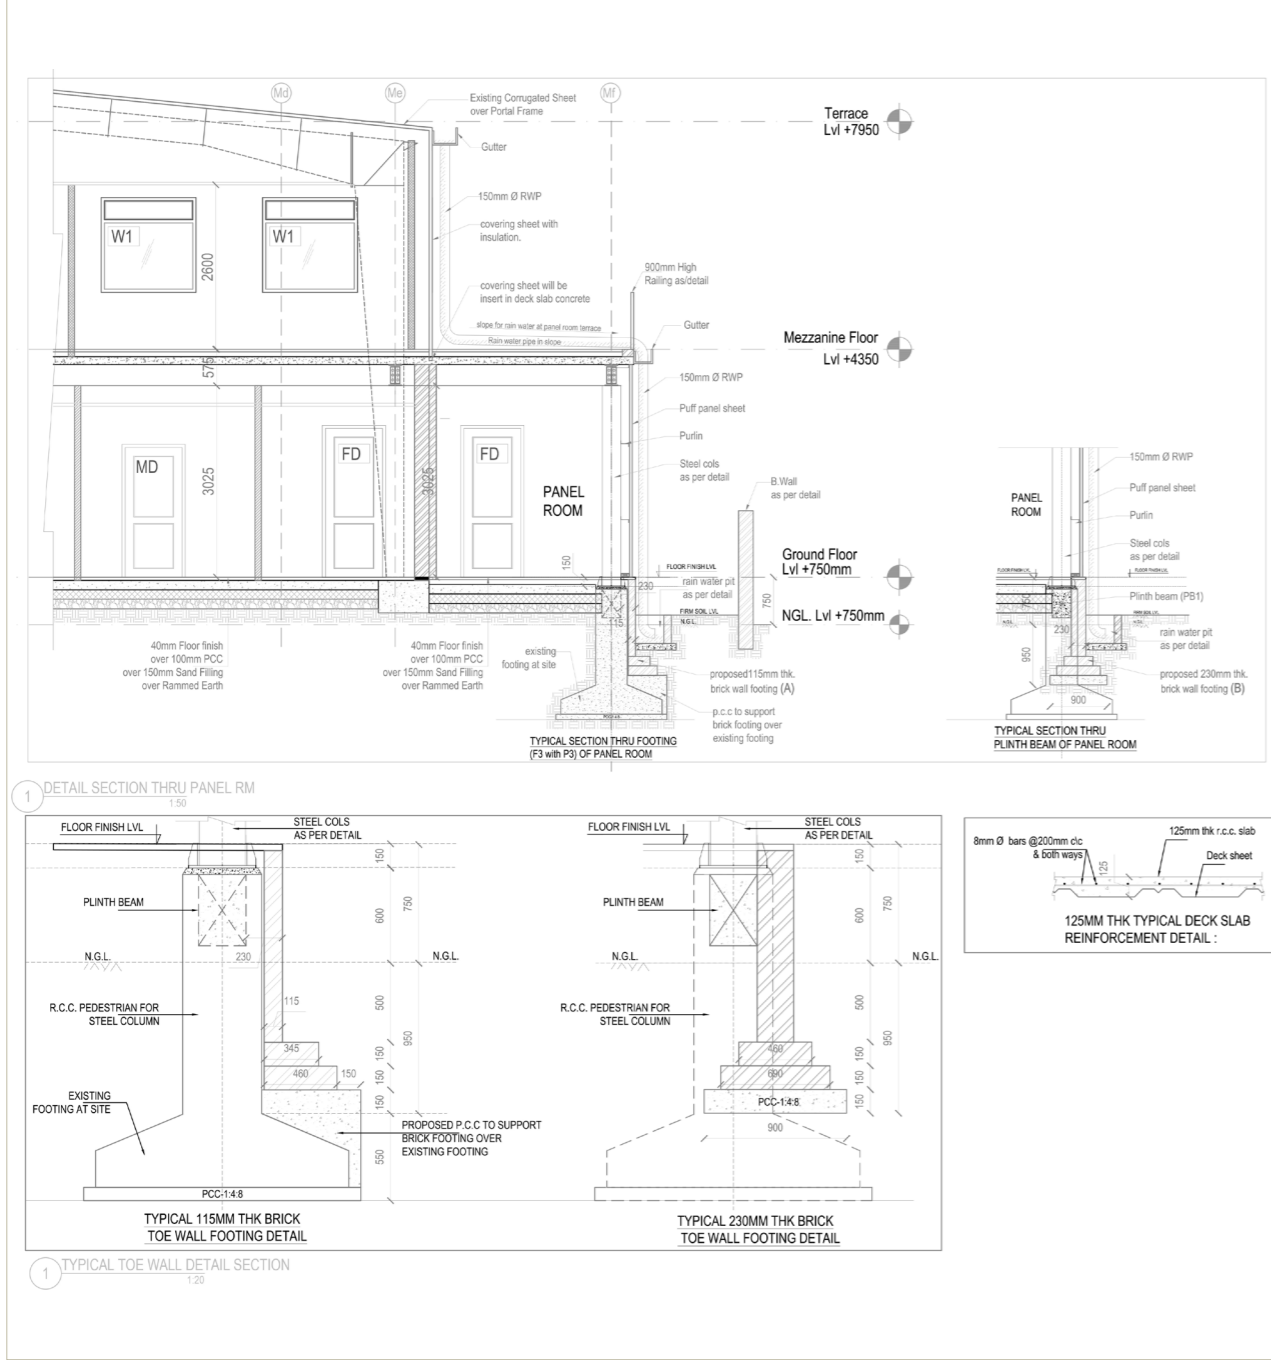 Md
Me
Mf
Existing Corrugated Sheet
over Portal Frame
Gutter
Terrace
Lvl +7950
150mm Ø RWP
covering sheet with
insulation.
W1
W1
2600
covering sheet will be
insert in deck slab concrete
900mm High
Railing as/detail
slope for rain water at panel room terrace
Rain water pipe in slope
Gutter
Mezzanine Floor
Lvl +4350
575
150mm Ø RWP
Puff panel sheet
Purlin
Steel cols
as per detail
MD
FD
FD
3025
3025
PANEL
ROOM
B.Wall
as per detail
150
FLOOR FINISH LVL
230
rain water pit
as per detail
FIRM SOIL LVL
N.G.L.
750
Ground Floor
Lvl +750mm
NGL. Lvl +750mm
40mm Floor finish
over 100mm PCC
over 150mm Sand Filling
over Rammed Earth
40mm Floor finish
over 100mm PCC
over 150mm Sand Filling
over Rammed Earth
existing
footing at site
proposed115mm thk.
brick wall footing (A)
p.c.c to support
brick footing over
existing footing
TYPICAL SECTION THRU FOOTING
(F3 with P3) OF PANEL ROOM
150mm Ø RWP
PANEL
ROOM
Puff panel sheet
Purlin
Steel cols
as per detail
FLOOR FINISH LVL
FLOOR FINISH LVL
750
Plinth beam (PB1)
FIRM SOIL LVL
N.G.L.
N.G.L.
230
rain water pit
as per detail
950
proposed 230mm thk.
brick wall footing (B)
900
TYPICAL SECTION THRU
PLINTH BEAM OF PANEL ROOM
1
DETAIL SECTION THRU PANEL RM
1:50
FLOOR FINISH LVL
STEEL COLS
AS PER DETAIL
150
PLINTH BEAM
600
750
N.G.L.
N.G.L.
230
R.C.C. PEDESTRIAN FOR
STEEL COLUMN
115
500
950
345
150
460
150
150
150
EXISTING
FOOTING AT SITE
PROPOSED P.C.C TO SUPPORT
BRICK FOOTING OVER
EXISTING FOOTING
550
PCC-1:4:8
TYPICAL 115MM THK BRICK
TOE WALL FOOTING DETAIL
FLOOR FINISH LVL
STEEL COLS
AS PER DETAIL
150
PLINTH BEAM
600
750
N.G.L.
N.G.L.
R.C.C. PEDESTRIAN FOR
STEEL COLUMN
500
950
460
150
690
150
PCC-1:4:8
150
900
TYPICAL 230MM THK BRICK
TOE WALL FOOTING DETAIL
8mm Ø bars @200mm c\c
& both ways
125mm thk r.c.c. slab
125
Deck sheet
125MM THK TYPICAL DECK SLAB
REINFORCEMENT DETAIL :
1
TYPICAL TOE WALL DETAIL SECTION
1:20